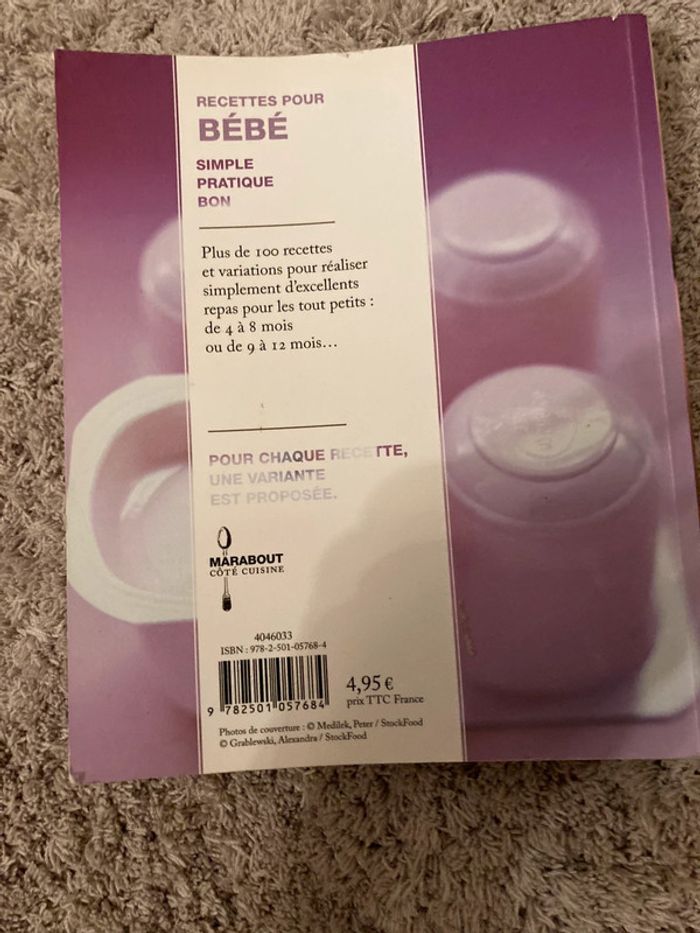 RECETTES POUR
BÉBÉ
SIMPLE
PRATIQUE
BON
Plus de 100 recettes
et variations pour réaliser
simplement d'excellents
repas pour les tout petits :
de 4 à 8 mois
ou de 9 à 12 mois...
POUR CHAQUE RECETTE,
UNE VARIANTE
EST PROPOSÉE.
MARABOUT
CÔTÉ CUISINE
4046033
ISBN : 978-2-501-05768-4
9 782501 057684
4,95 €
prix TTC France
Photos de couverture : © Medilek, Peter / StockFood
© Grablewski, Alexandra / StockFood